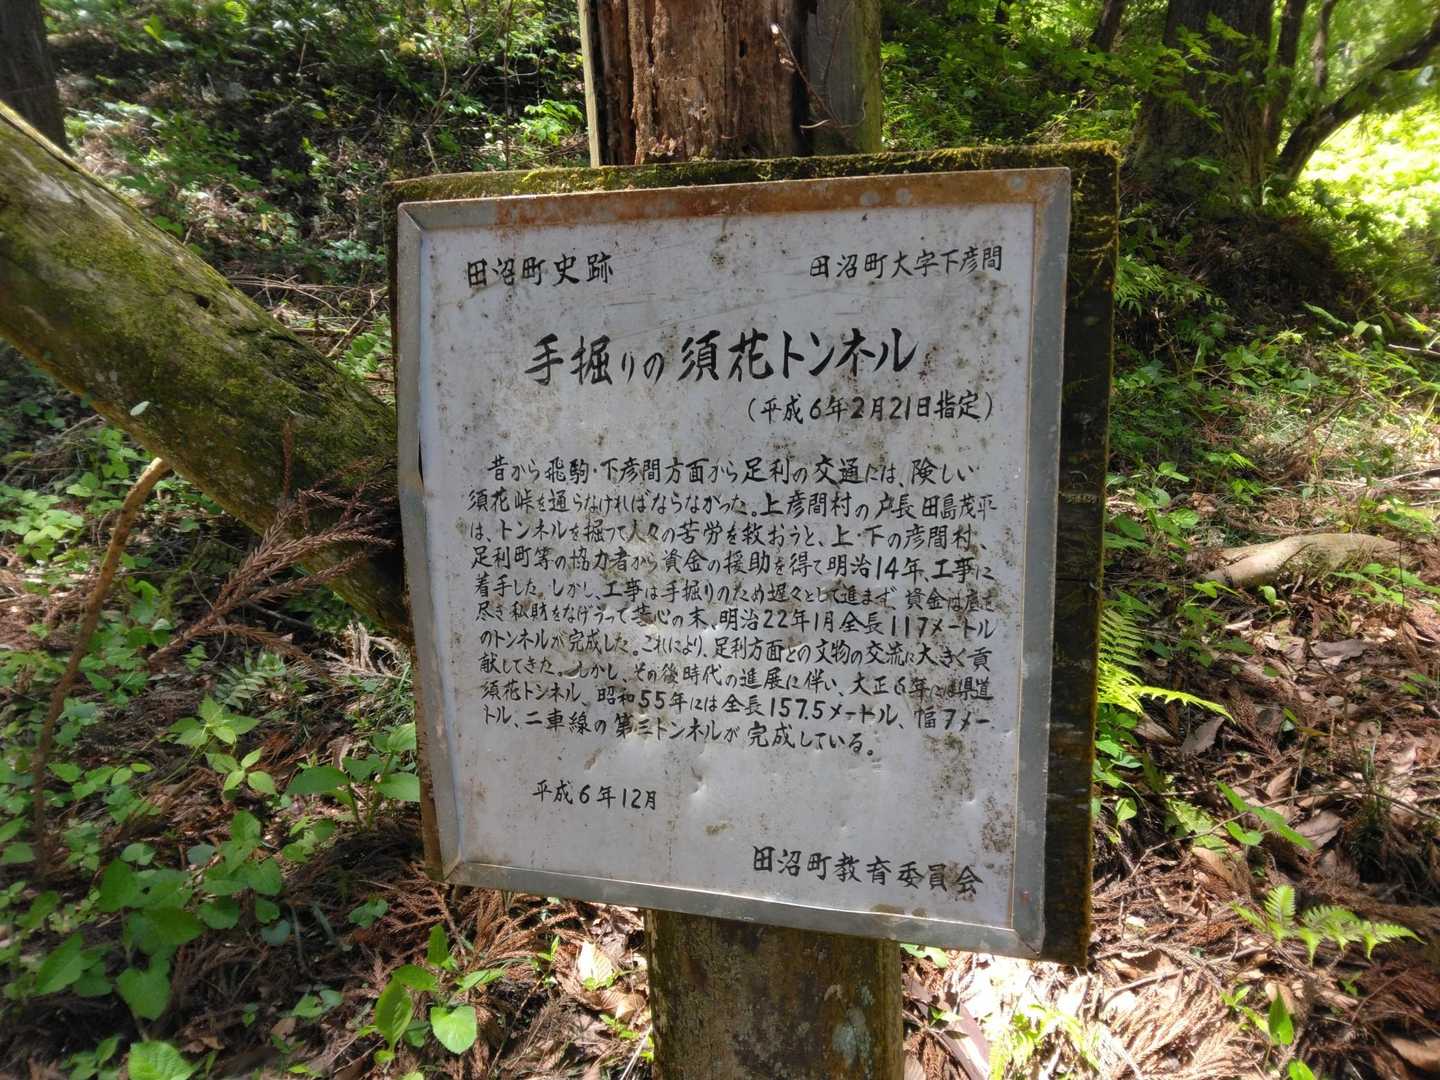 田沼町史跡 田沼町大字下彦間
手掘りの須花トンネル
(平成6年2月21日指定)
昔から飛駒・下彦間方面から足利の交通には、険しい
須花峠を通らなければならなかった。上彦間村の戸長田島茂平
は、トンネルを掘って人々の苦労を救おうと、上・下の彦間村、
足利町等の協力者から資金の援助を得て明治14年、工事に
着手した。しかし、工事は手掘りのため遅々として進まず資金は底を
尽き私財をなげうって苦心の末、明治22年1月全長117メートル
のトンネルが完成した。これにより、足利方面との文物の交流に大きく貢
献してきた。しかし、その後時代の進展に伴い、大正6年には県道
須花トンネル、昭和55年には全長157.5メートル、幅7メー
トル、二車線の第三トンネルが完成している。
平成6年12月
田沼町教育委員会